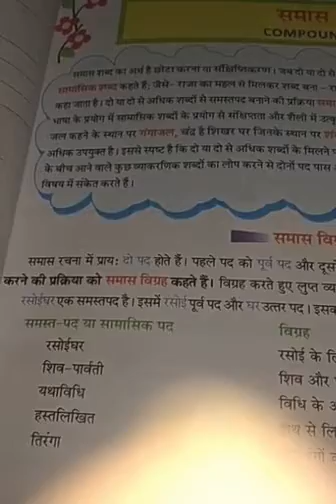 समास
COMPOUN
समास शब्द का अर्थ है छोटा करना या संक्षिप्तिकरण। जब दो या दो से
सामासिक शब्द कहते हैं; जैसे- राजा का महल से मिलकर शब्द बना -
कहा जाता है। दो या दो से अधिक शब्दों से समस्तपद बनाने की प्रक्रिया
भाषा के प्रयोग में सामासिक शब्दों के प्रयोग से संक्षिप्तता और शैली में
जल कहने के स्थान पर गंगाजल, चंद्र है शिखर पर जिनके स्थान पर
अधिक उपयुक्त है। इससे स्पष्ट है कि दो या दो से अधिक शब्दों के मिलने
के बीच आने वाले कुछ व्याकरणिक शब्दों का लोप करने से दोनों पद पास
विषय में संकेत करते हैं।
समास विग
समास रचना में प्राय: दो पद होते हैं। पहले पद को पूर्व पद और दूस
करने की प्रक्रिया को समास विग्रह कहते हैं। विग्रह करते हुए लुप्त
रसोईघर एक समस्तपद है। इसमें रसोई पूर्व पद और घर उत्तर पद। इसक
समस्त-पद या सामासिक पद
विग्रह
रसोईघर
रसोई के लि
शिव-पार्वती
शिव और
यथाविधि
विधि के अ
हस्तलिखित
से लि
तिरंगा